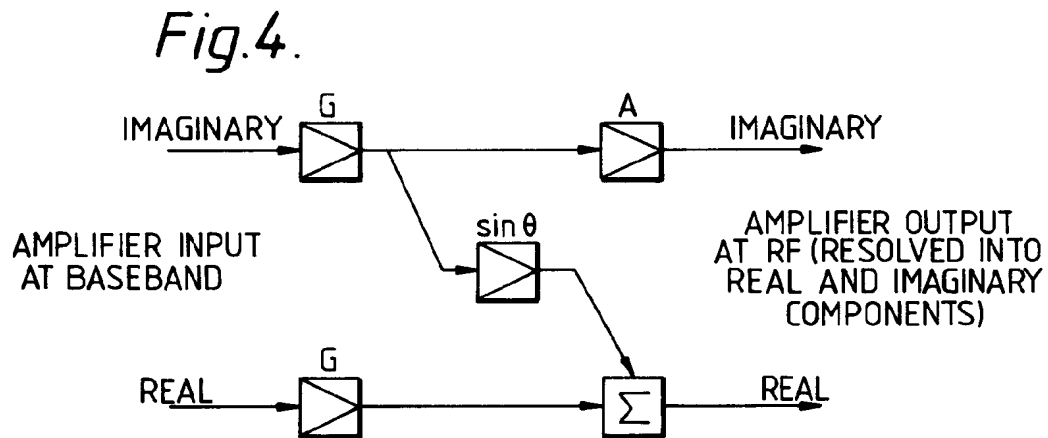 Fig.4.
G
A
IMAGINARY
IMAGINARY
sin θ
AMPLIFIER INPUT
AT BASEBAND
AMPLIFIER OUTPUT
AT RF (RESOLVED INTO
REAL AND IMAGINARY
COMPONENTS)
G
REAL
Σ
REAL